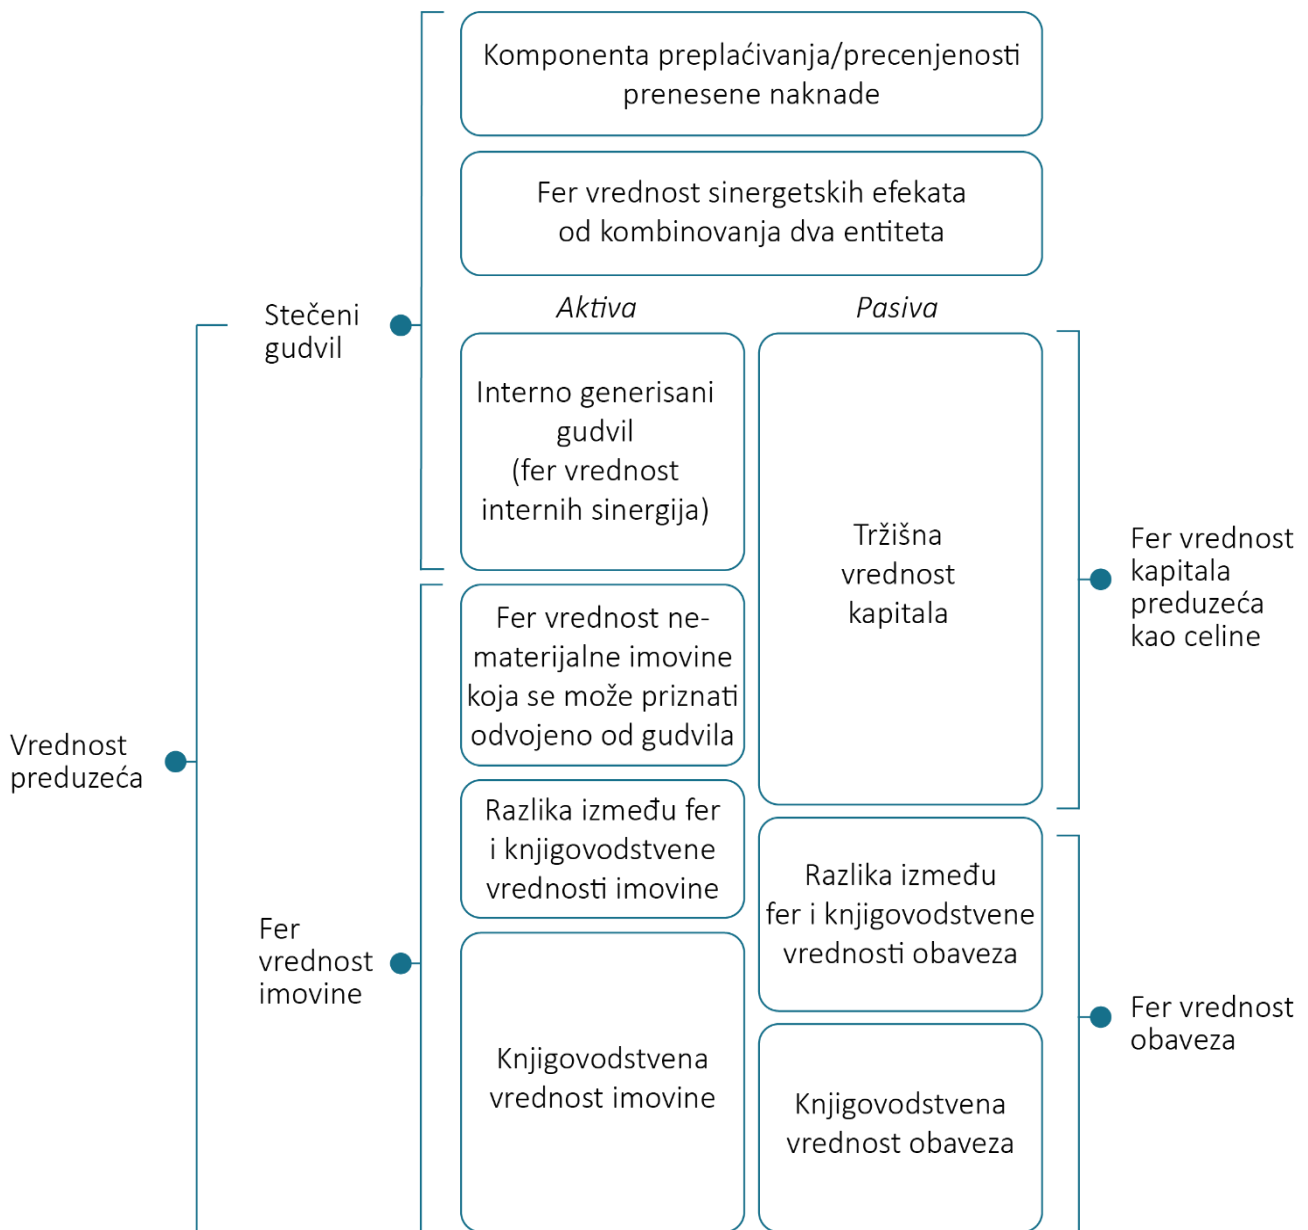 Komponenta preplaćivanja/precenjenosti
prenesene naknade
Fer vrednost sinergetskih efekata
od kombinovanja dva entiteta
Aktiva
Pasiva
Stečeni
gudvil
Interno generisani
gudvil
(fer vrednost
internih sinergija)
Tržišna
vrednost
kapitala
Fer vrednost
kapitala
preduzeća
kao celine
Fer vrednost ne-
materijalne imovine
koja se može priznati
odvojeno od gudvila
Vrednost
preduzeća
Razlika između fer
i knjigovodstvene
vrednosti imovine
Razlika između
fer i knjigovodstvene
vrednosti obaveza
Fer
vrednost
imovine
Fer vrednost
obaveza
Knjigovodstvena
vrednost imovine
Knjigovodstvena
vrednost obaveza